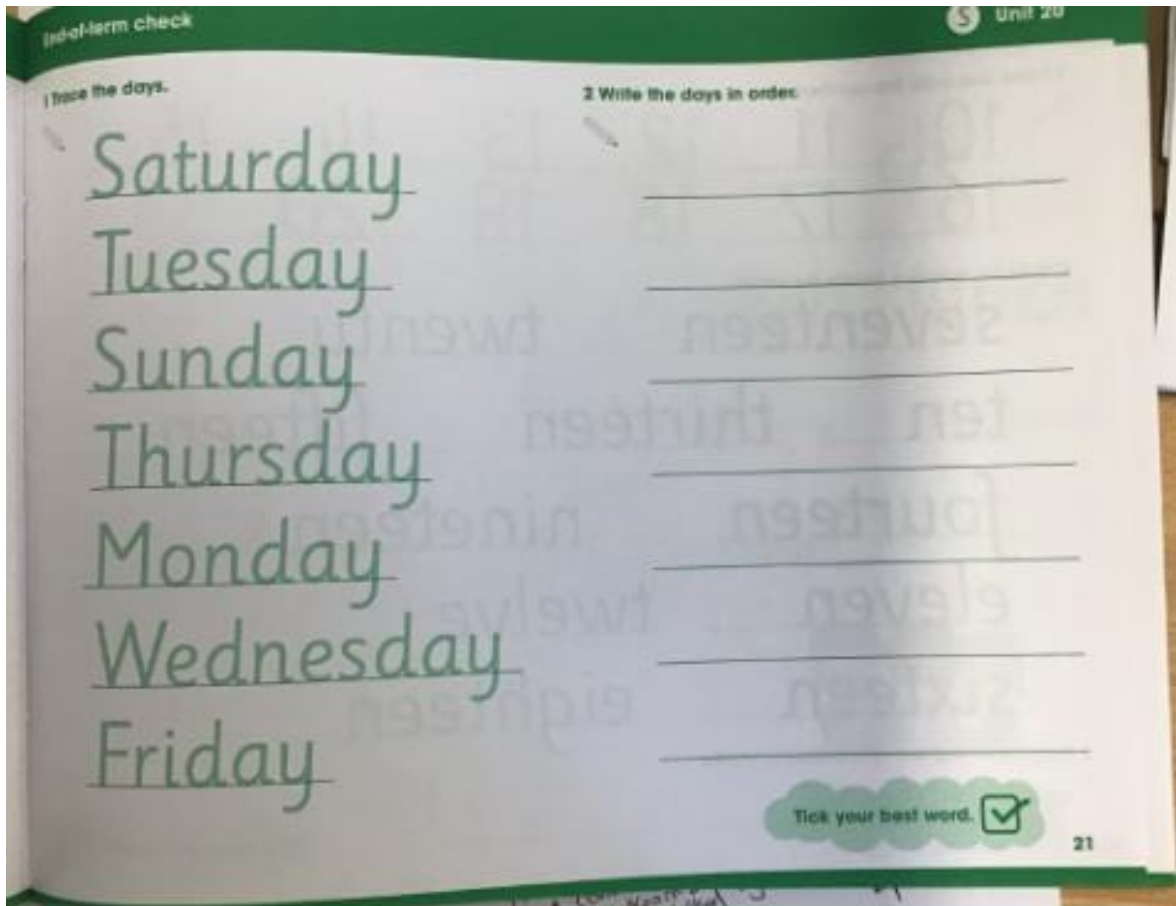 End-of-term check
S Unit 20
1 Trace the days.
Saturday
Tuesday
Sunday
Thursday
Monday
Wednesday
Friday
2 Write the days in order.
Tick your best word.
21